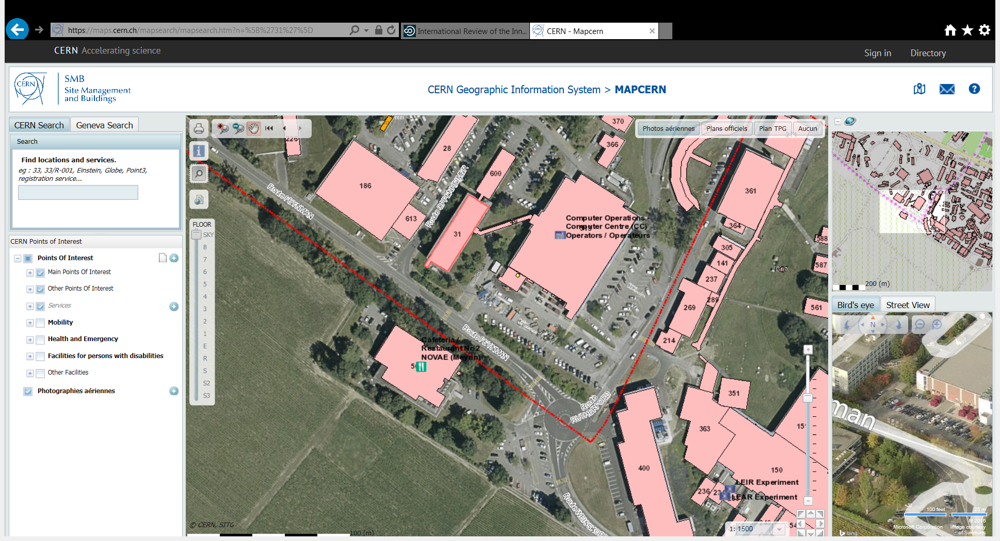 https://maps.cern.ch/mapsearch/mapsearch.htm?n=%5B%2731%27%5D
International Review of the Inn...
CERN - Mapcern
CERN Accelerating science
Sign in
Directory
CERN
SMB
Site Management
and Buildings
CERN Geographic Information System > MAPCERN
CERN Search
Geneva Search
Search
Find locations and services.
eg : 33, 33/R-001, Einstein, Globe, Point3,
registration service...
CERN Points of Interest
Points Of Interest
Main Points Of Interest
Other Points Of Interest
Services
Mobility
Health and Emergency
Facilities for persons with disabilities
Other Facilities
Photographies aériennes
FLOOR
SKY
8
7
6
5
4
3
2
1
E
R
S
S2
S3
Photos aériennes
Plans officiels
Plan TPG
Aucun
226
28
370
366
271
600
186
361
Route FEYNMAN
Route OPPENHEIMER
613
31
49
Computer Operations -
Computer Centre (CC)
Operators / Operateurs
364
588
305
141
587
237
289
269
561
214
Route FEYNMAN
Cafeteria /
Restaurant No.2
NOVAE (Meyrin)
Route
RUTHERFORD
351
363
400
150
LEIR Experiment
236
LEAR Experiment
Route WEISSKOPF
© CERN, SITG
100 (m)
1: 1500
200 (m)
Bird's eye
Street View
N
man
100 feet
25 m
© 2016
Microsoft Corporation
Image courtesy
of Simmons
bing